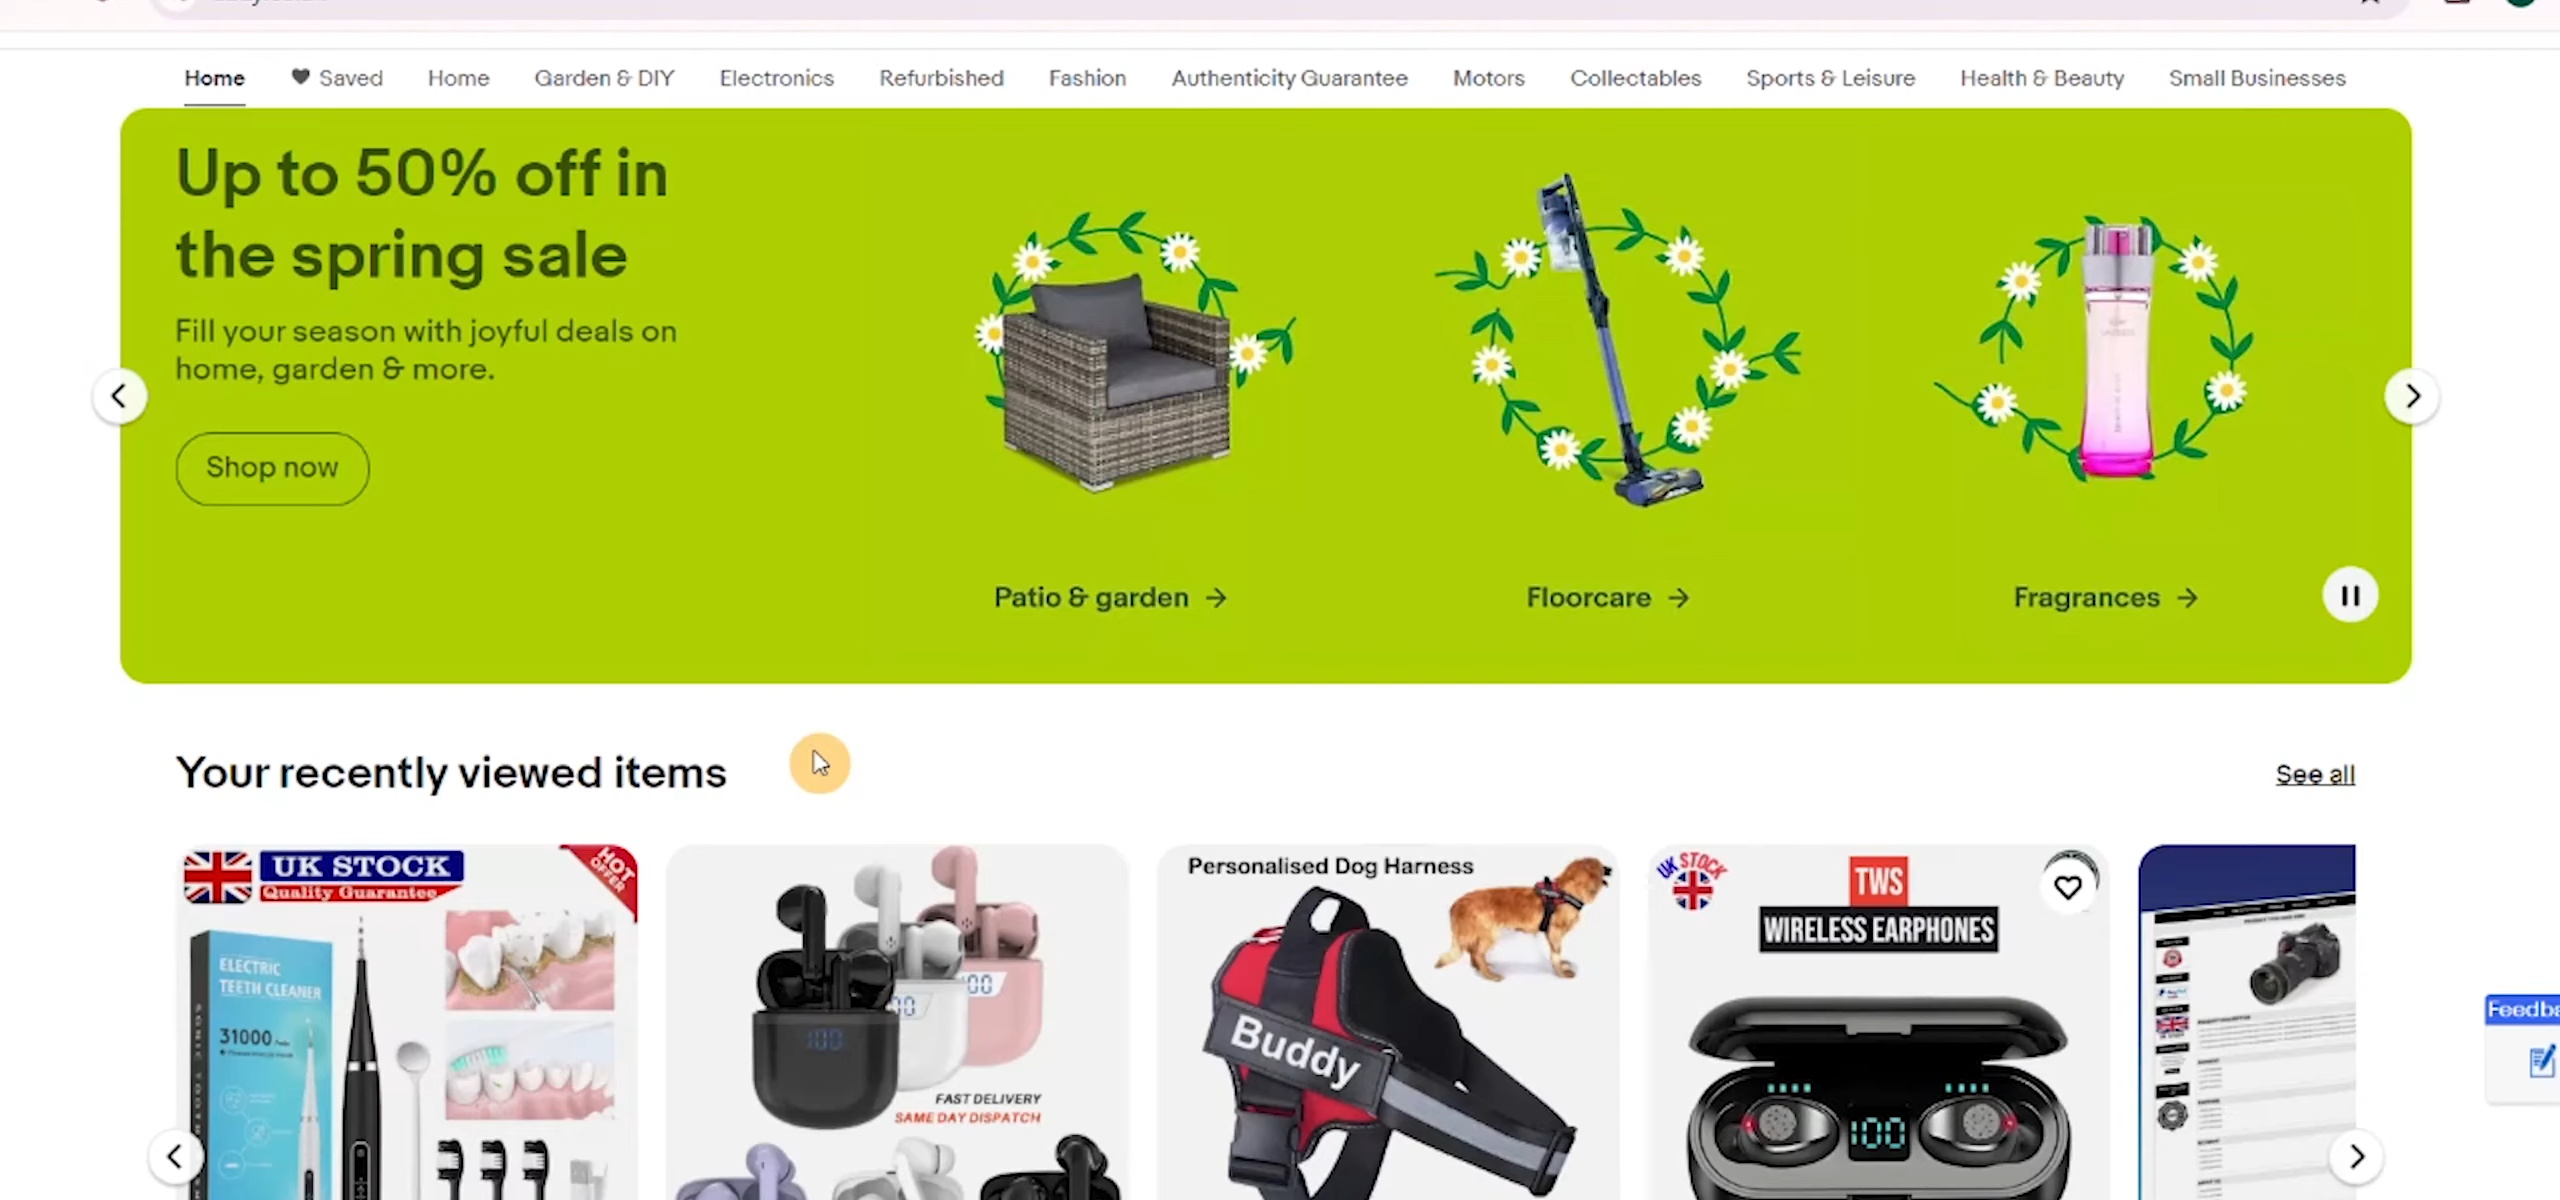 Home Saved Home Garden & DIY Electronics Refurbished Fashion Authenticity Guarantee Motors Collectables Sports & Leisure Health & Beauty Small Businesses
Up to 50% off in
the spring sale
Fill your season with joyful deals on
home, garden & more.
Shop now
Patio & garden → Floorcare → Fragrances →
Your recently viewed items
See all
UK STOCK
Quality Guarantee
HOT
OFFER
ELECTRIC
TEETH CLEANER
31000
100
FAST DELIVERY
SAME DAY DISPATCH
Personalised Dog Harness
Buddy
UK STOCK
TWS
WIRELESS EARPHONES
100